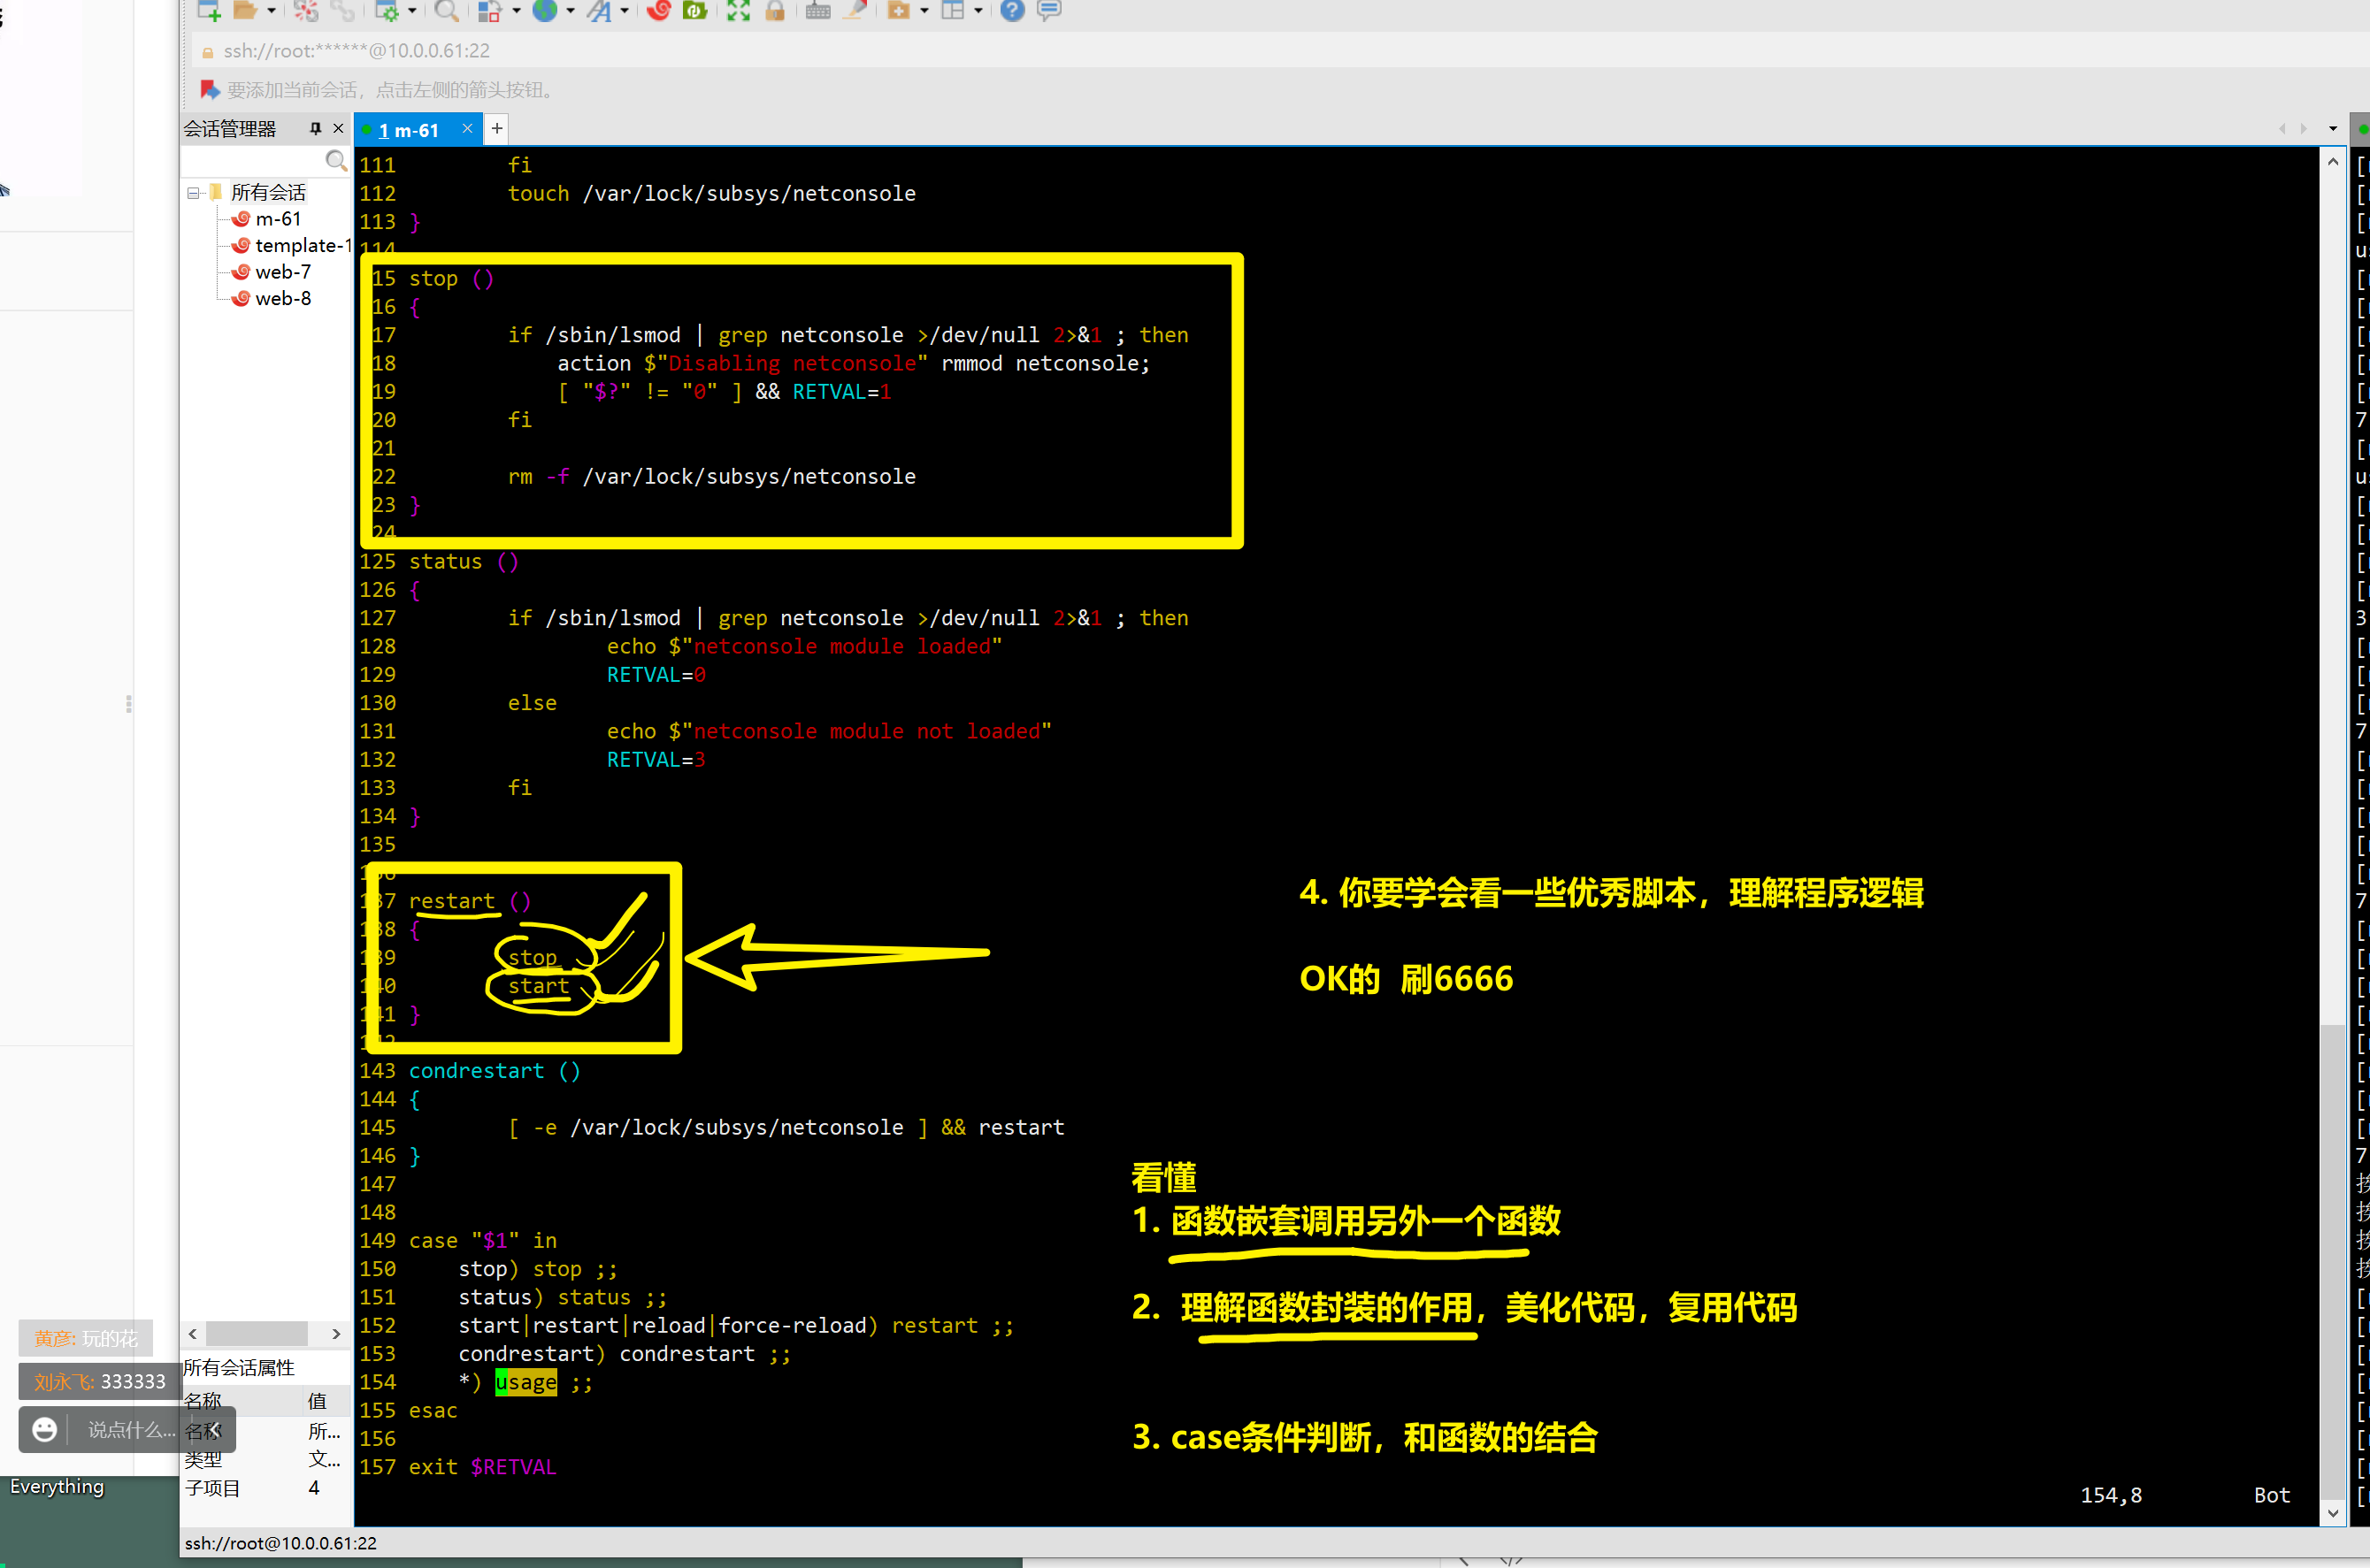 ssh://root:******@10.0.0.61:22
要添加当前会话，点击左侧的箭头按钮。
会话管理器
1 m-61
所有会话
m-61
template-1
web-7
web-8
111 fi
112 touch /var/lock/subsys/netconsole
113 }
114
15 stop ()
16 {
17 if /sbin/lsmod | grep netconsole >/dev/null 2>&1 ; then
18 action $"Disabling netconsole" rmmod netconsole;
19 [ "$?" != "0" ] && RETVAL=1
20 fi
21
22 rm -f /var/lock/subsys/netconsole
23 }
24
125 status ()
126 {
127 if /sbin/lsmod | grep netconsole >/dev/null 2>&1 ; then
128 echo $"netconsole module loaded"
129 RETVAL=0
130 else
131 echo $"netconsole module not loaded"
132 RETVAL=3
133 fi
134 }
135
136
137 restart ()
138 {
139 stop
140 start
141 }
142
143 condrestart ()
144 {
145 [ -e /var/lock/subsys/netconsole ] && restart
146 }
147
148
149 case "$1" in
150 stop) stop ;;
151 status) status ;;
152 start|restart|reload|force-reload) restart ;;
153 condrestart) condrestart ;;
154 *) usage ;;
155 esac
156
157 exit $RETVAL
154,8 Bot
4. 你要学会看一些优秀脚本，理解程序逻辑
OK的 刷6666
看懂
1. 函数嵌套调用另外一个函数
2. 理解函数封装的作用，美化代码，复用代码
3. case条件判断，和函数的结合
黄彦: 玩的花
刘永飞: 333333
说点什么...
所有会话属性
名称 值
名称 所...
类型 文...
子项目 4
Everything
ssh://root@10.0.0.61:22